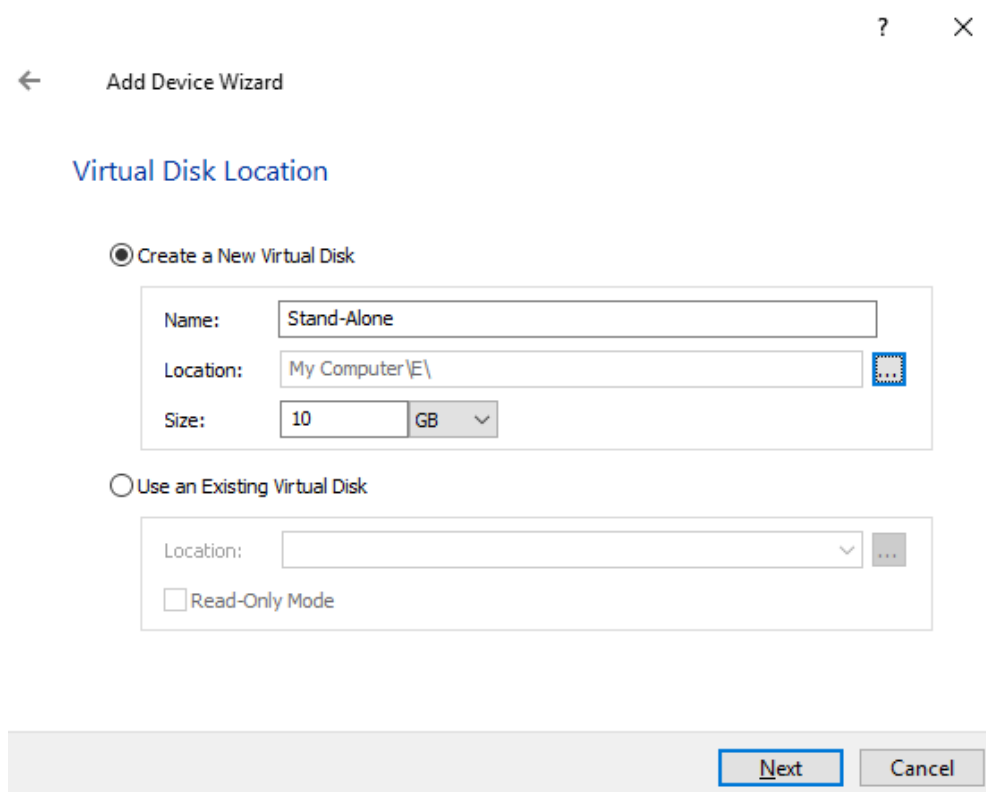 ?
Add Device Wizard
Virtual Disk Location
Create a New Virtual Disk
Name: Stand-Alone
Location: My Computer\E\ ...
Size: 10 GB
Use an Existing Virtual Disk
Location: ...
Read-Only Mode
Next Cancel